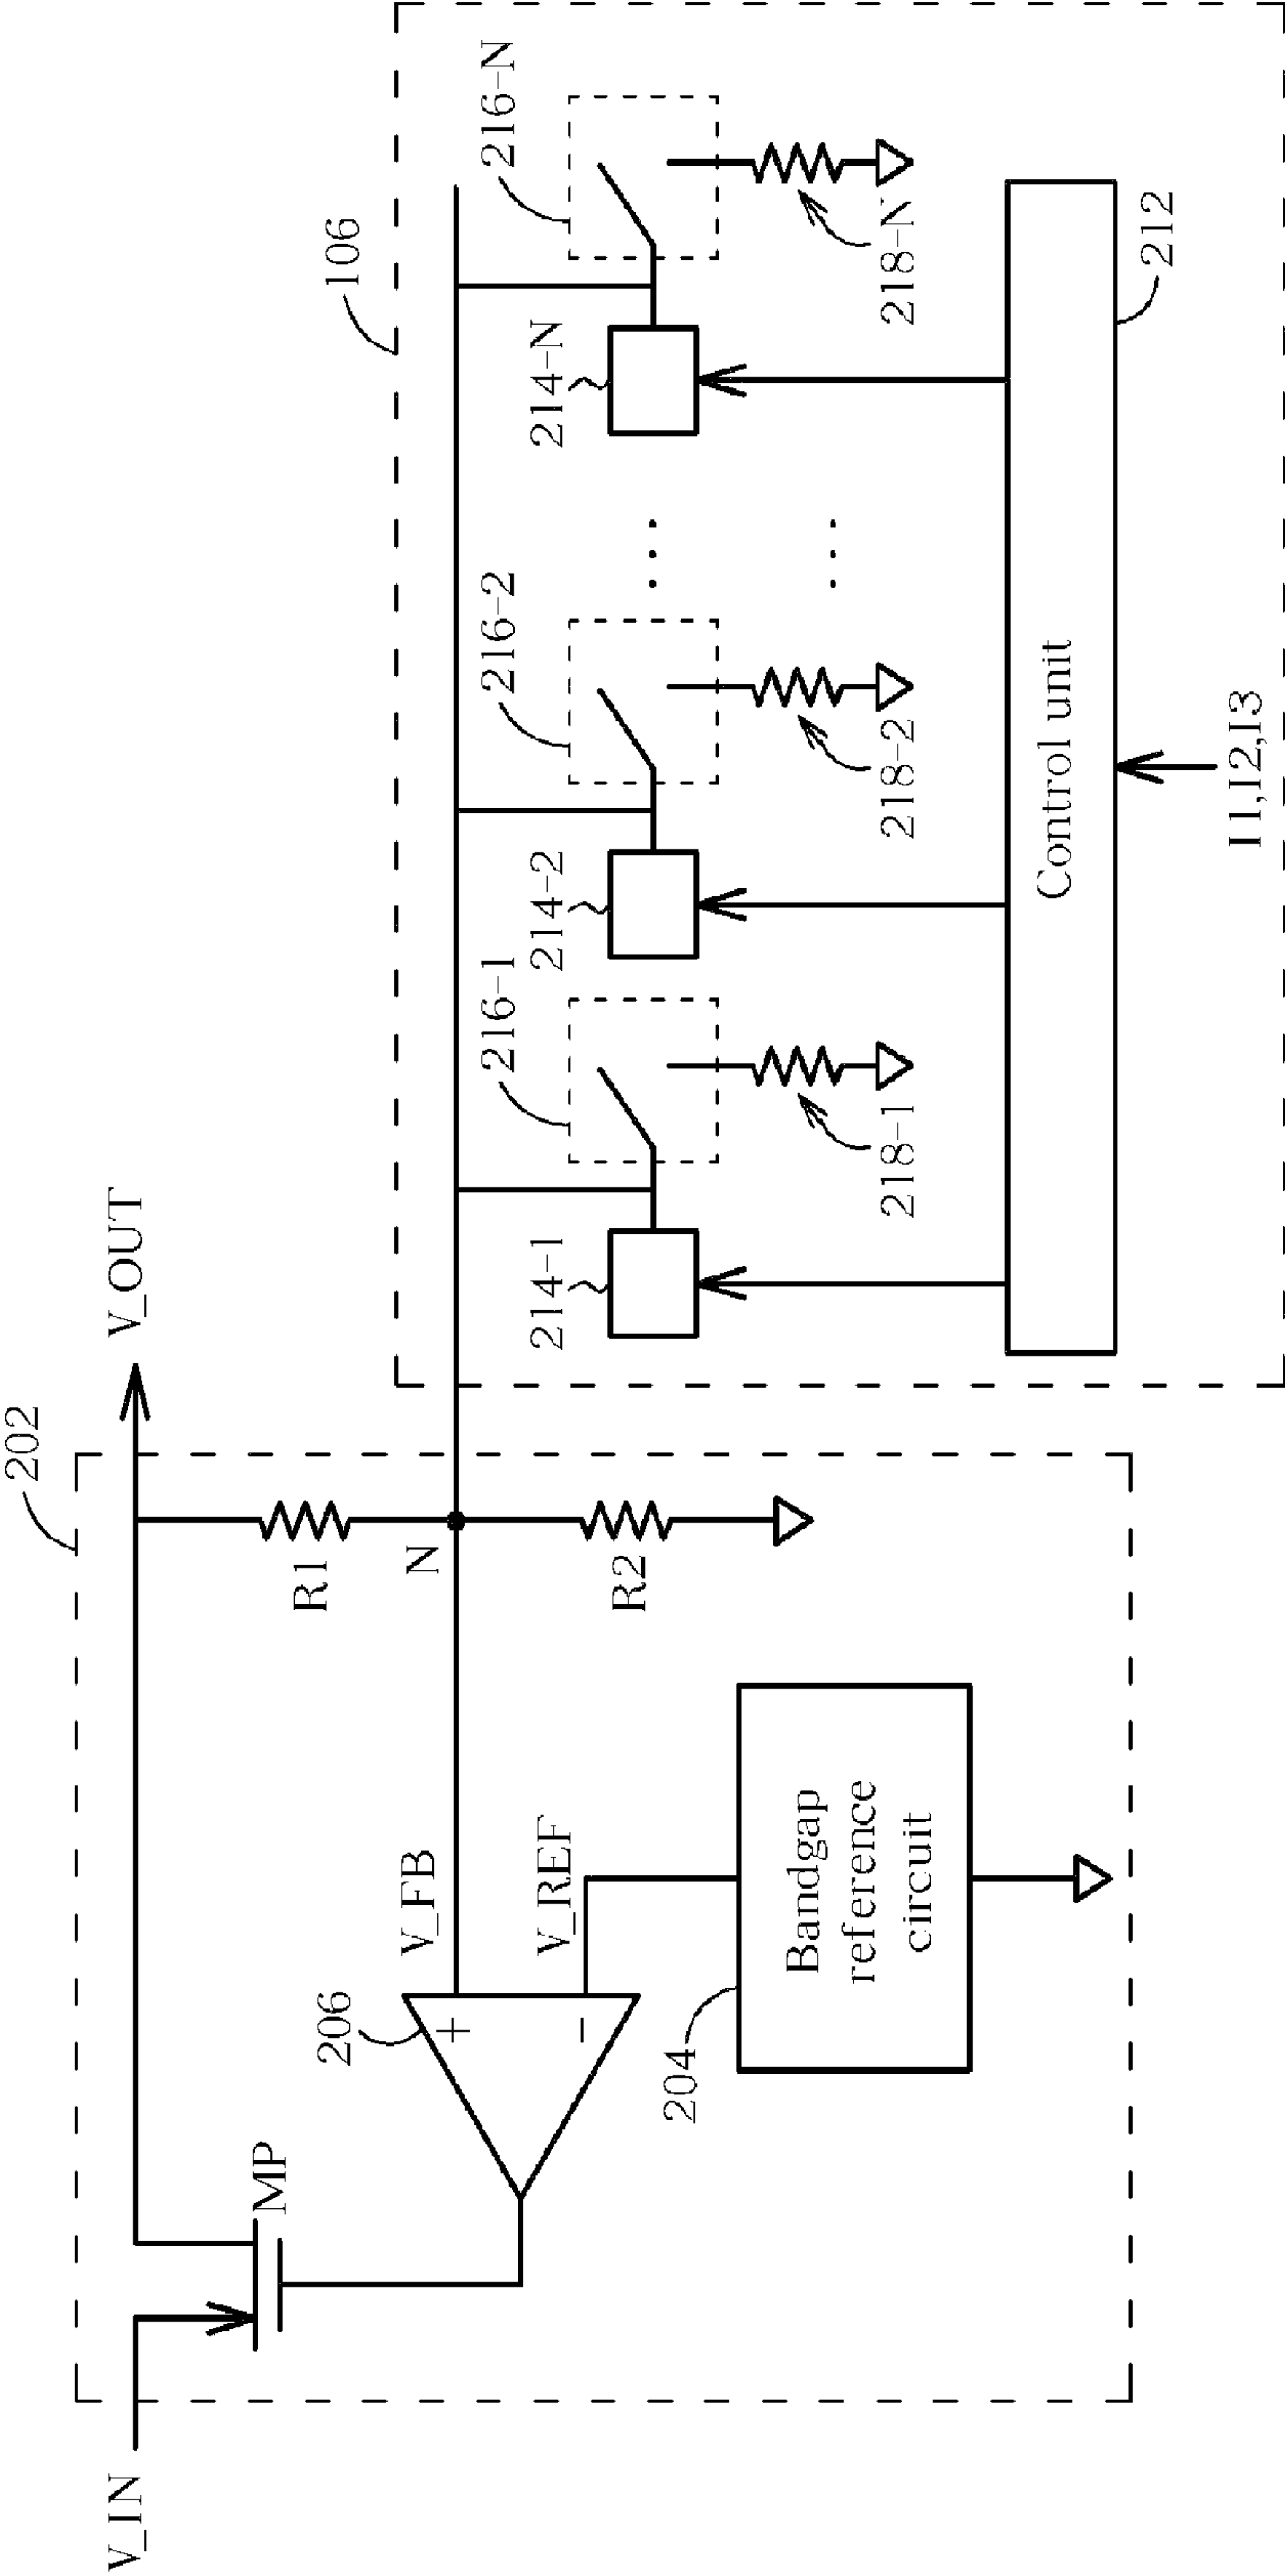 202
V_IN
MP
V_OUT
206
V_FB
+
-
V_REF
R1
N
R2
204
Bandgap
reference
circuit
106
216-1
216-2
216-N
214-1
214-2
214-N
... 
218-1
218-2
218-N
...
Control unit
212
I1,I2,I3